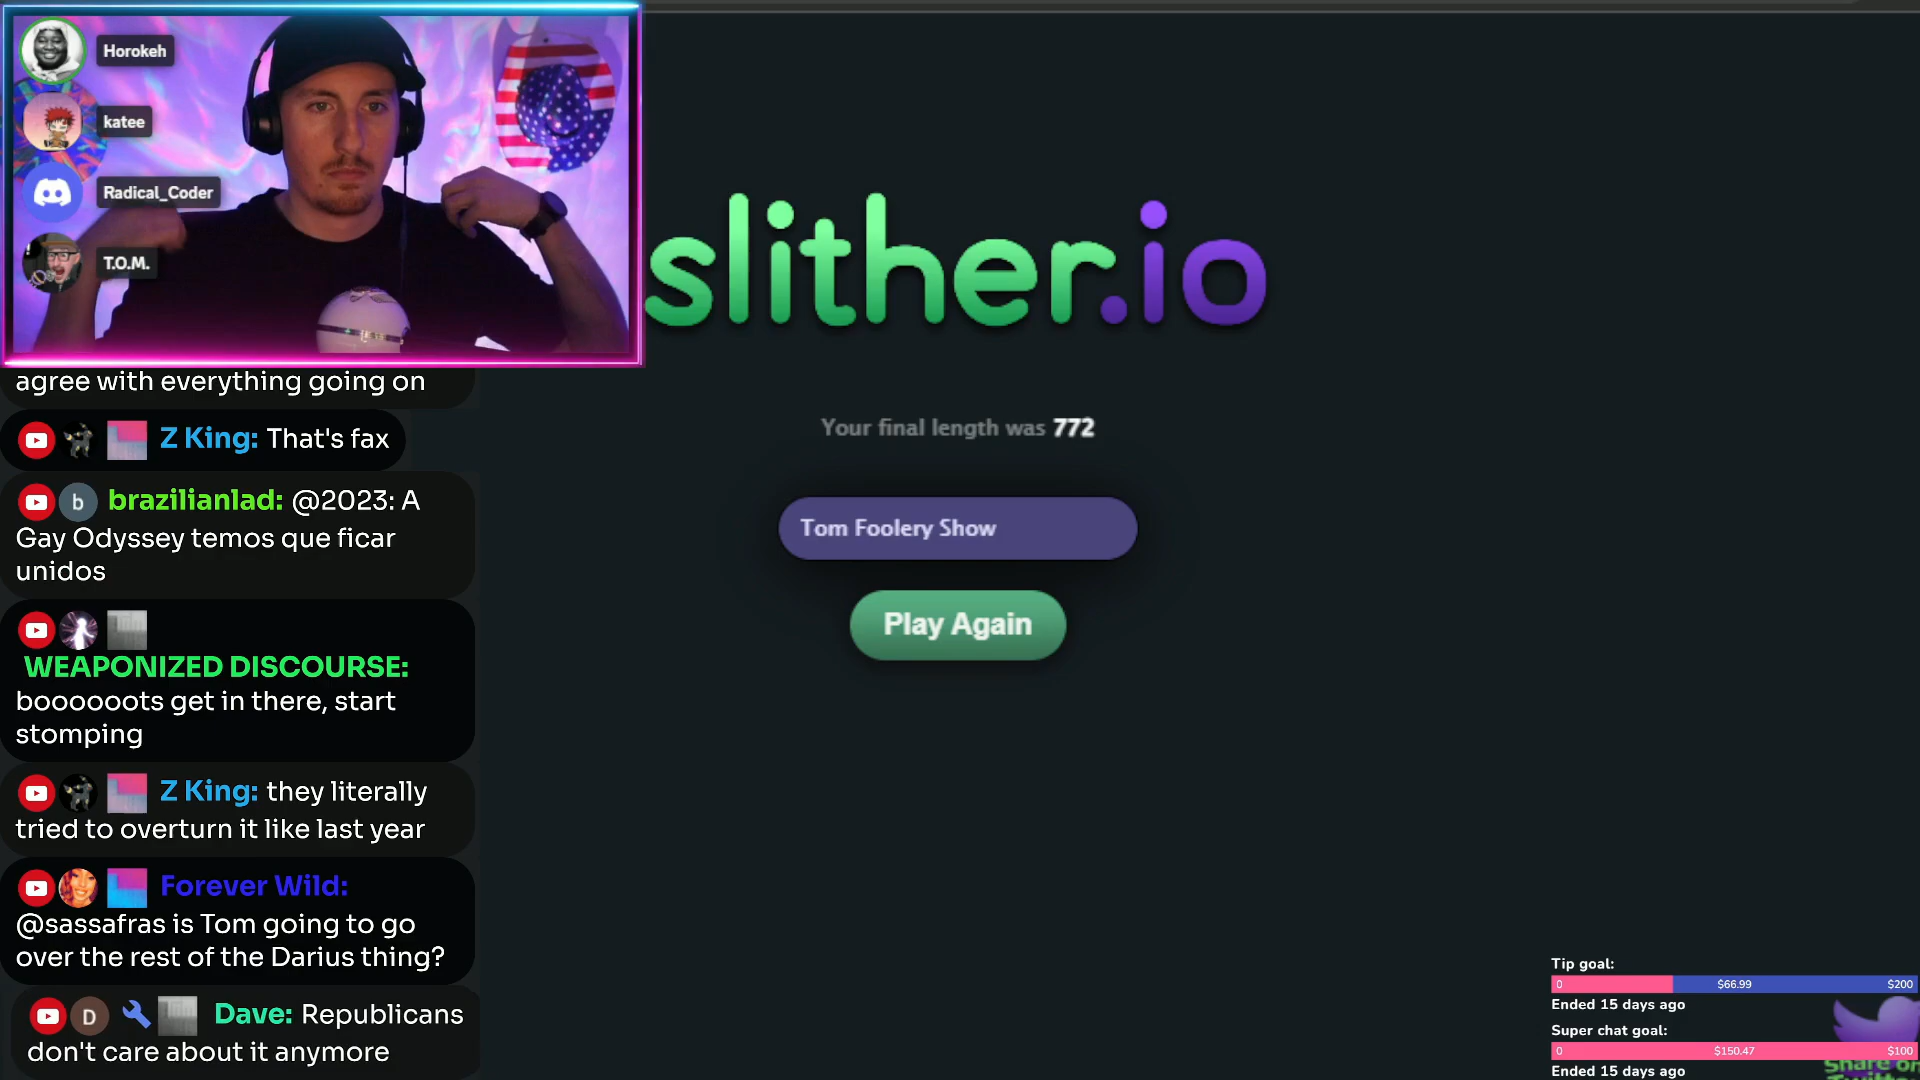 Horokeh
katee
Radical_Coder
T.O.M.
slither.io
Your final length was 772
Tom Foolery Show
Play Again
agree with everything going on
Z King: That's fax
b brazilianlad: @2023: A
Gay Odyssey temos que ficar
unidos
WEAPONIZED DISCOURSE:
boooooots get in there, start
stomping
Z King: they literally
tried to overturn it like last year
Forever Wild:
@sassafras is Tom going to go
over the rest of the Darius thing?
D Dave: Republicans
don't care about it anymore
Tip goal:
0 $66.99 $200
Ended 15 days ago
Super chat goal:
0 $150.47 $100
Ended 15 days ago
Share on